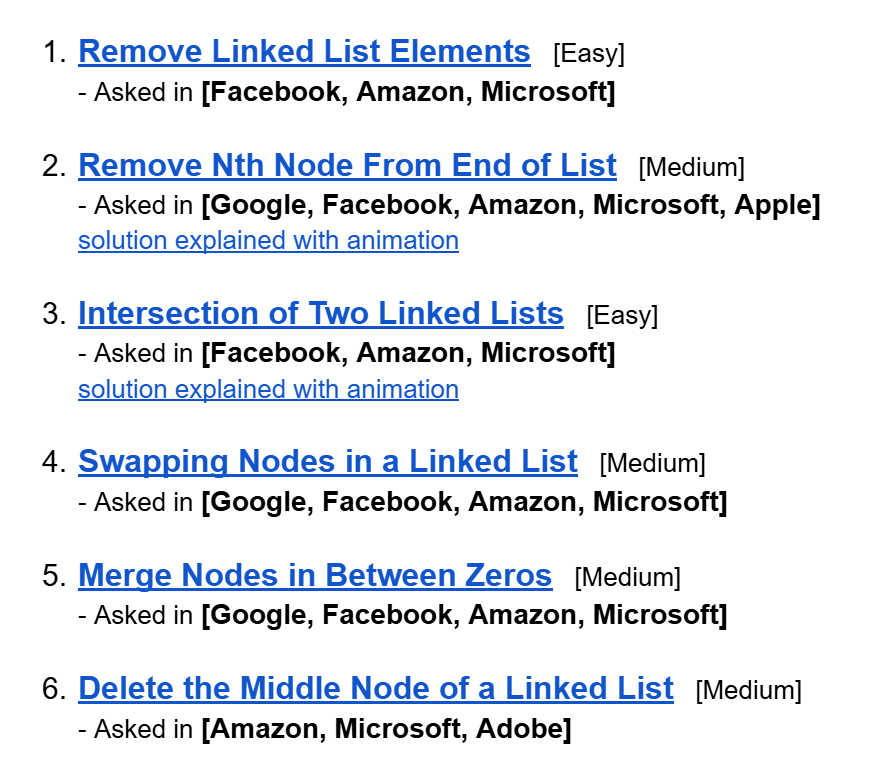 1. Remove Linked List Elements [Easy]
- Asked in [Facebook, Amazon, Microsoft]
2. Remove Nth Node From End of List [Medium]
- Asked in [Google, Facebook, Amazon, Microsoft, Apple]
solution explained with animation
3. Intersection of Two Linked Lists [Easy]
- Asked in [Facebook, Amazon, Microsoft]
solution explained with animation
4. Swapping Nodes in a Linked List [Medium]
- Asked in [Google, Facebook, Amazon, Microsoft]
5. Merge Nodes in Between Zeros [Medium]
- Asked in [Google, Facebook, Amazon, Microsoft]
6. Delete the Middle Node of a Linked List [Medium]
- Asked in [Amazon, Microsoft, Adobe]